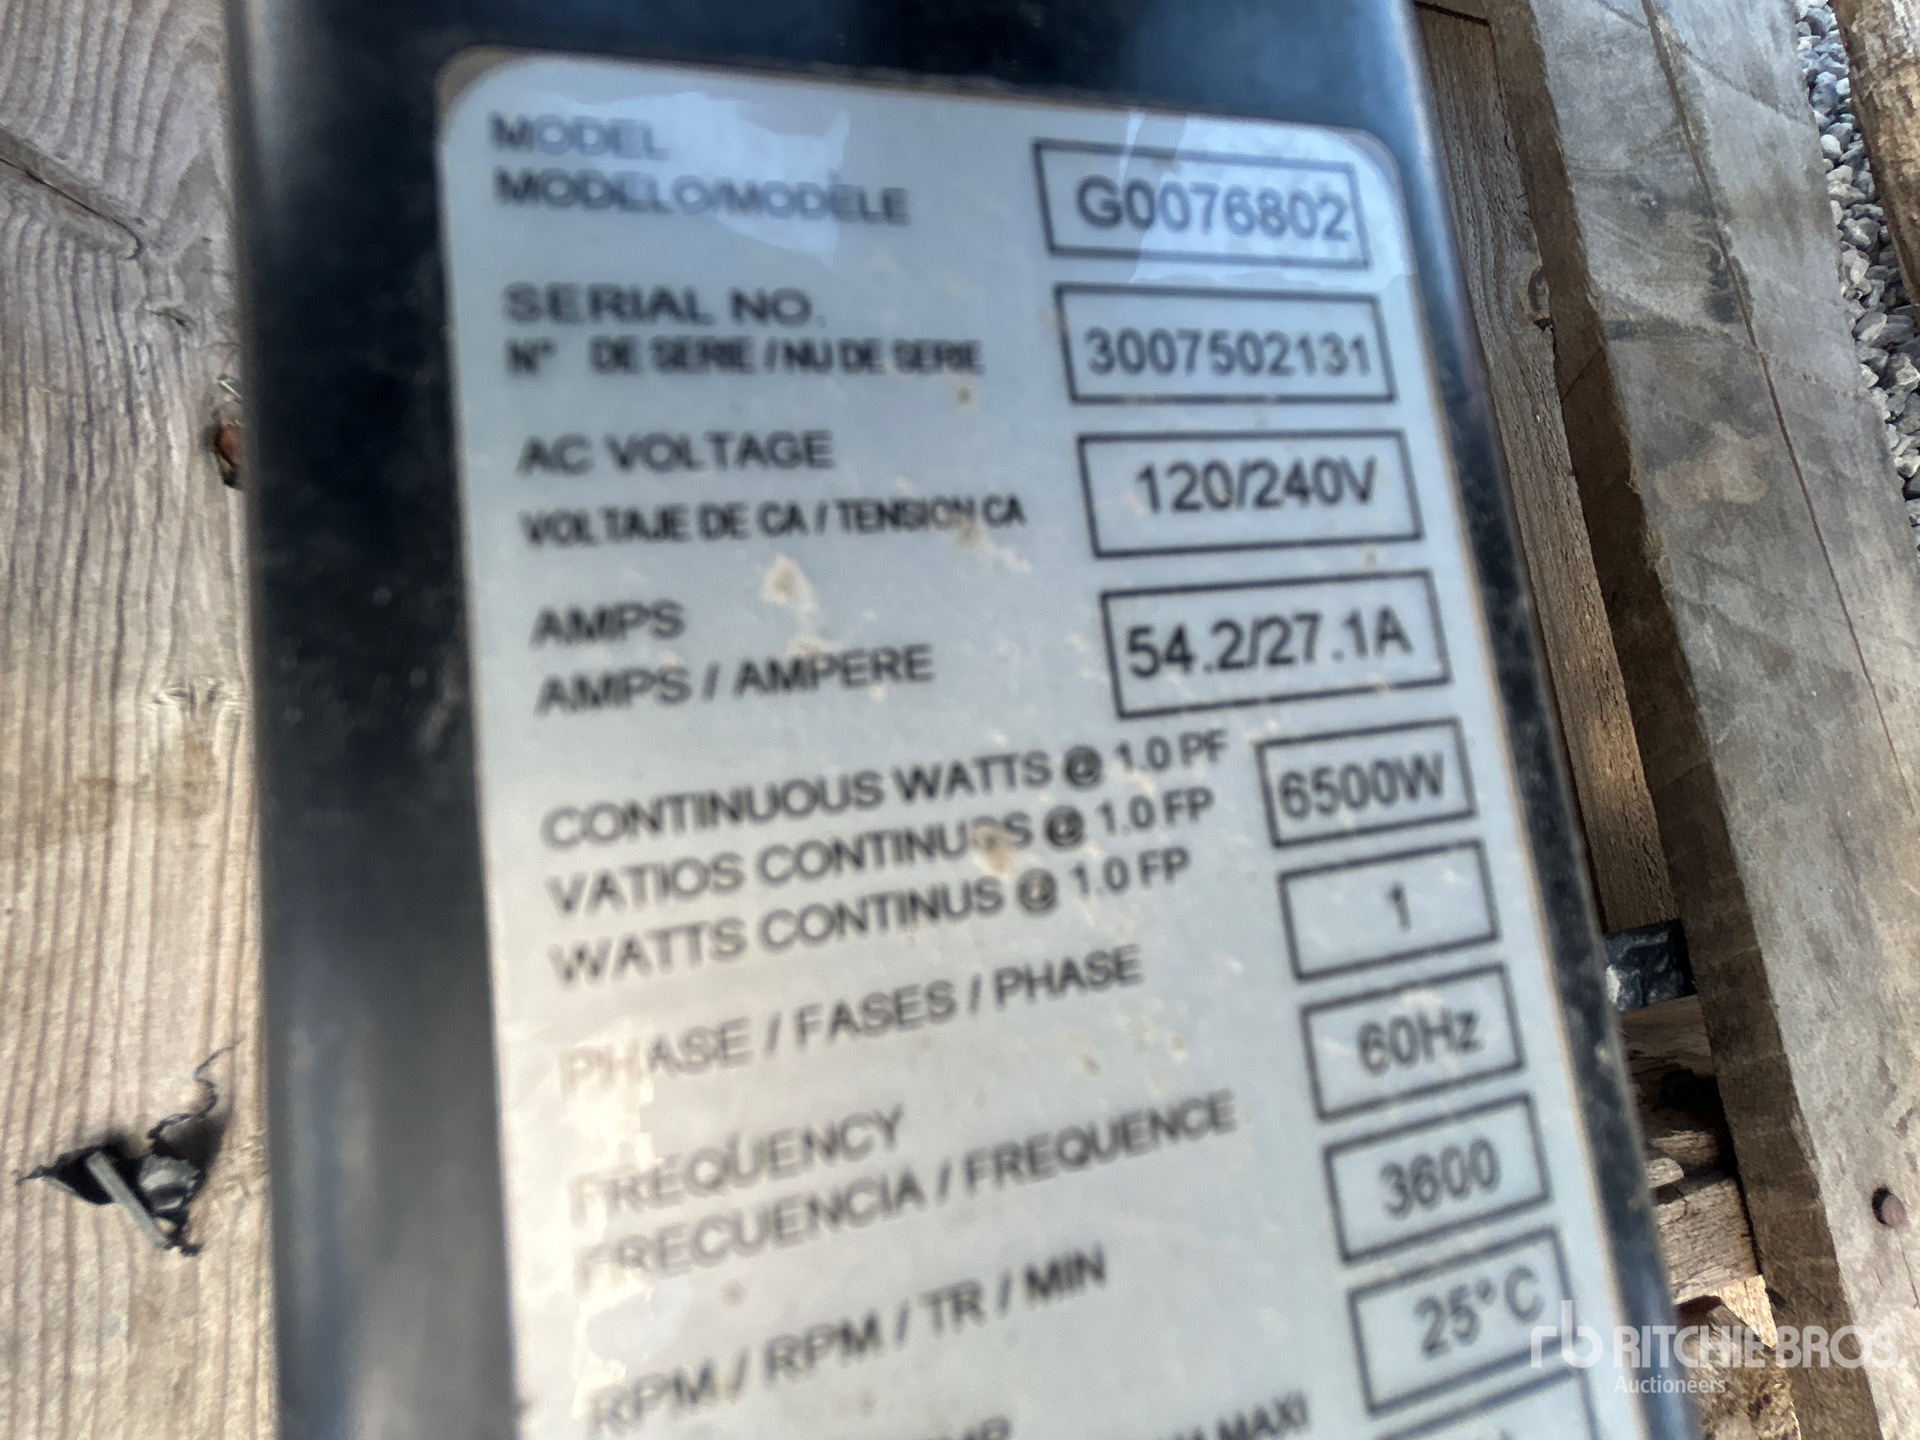 MODEL
MODELO/MODÈLE
G0076802
SERIAL NO.
N° DE SERIE / NU DE SERIE
3007502131
AC VOLTAGE
VOLTAJE DE CA / TENSION CA
120/240V
AMPS
AMPS / AMPERE
54.2/27.1A
CONTINUOUS WATTS @ 1.0 PF
VATIOS CONTINUOS @ 1.0 FP
WATTS CONTINUS @ 1.0 FP
6500W
PHASE / FASES / PHASE
1
FREQUENCY
FRECUENCIA / FREQUENCE
60Hz
RPM / RPM / TR / MIN
3600
25°C
MAXI
rb RITCHIE BROS.
Auctioneers